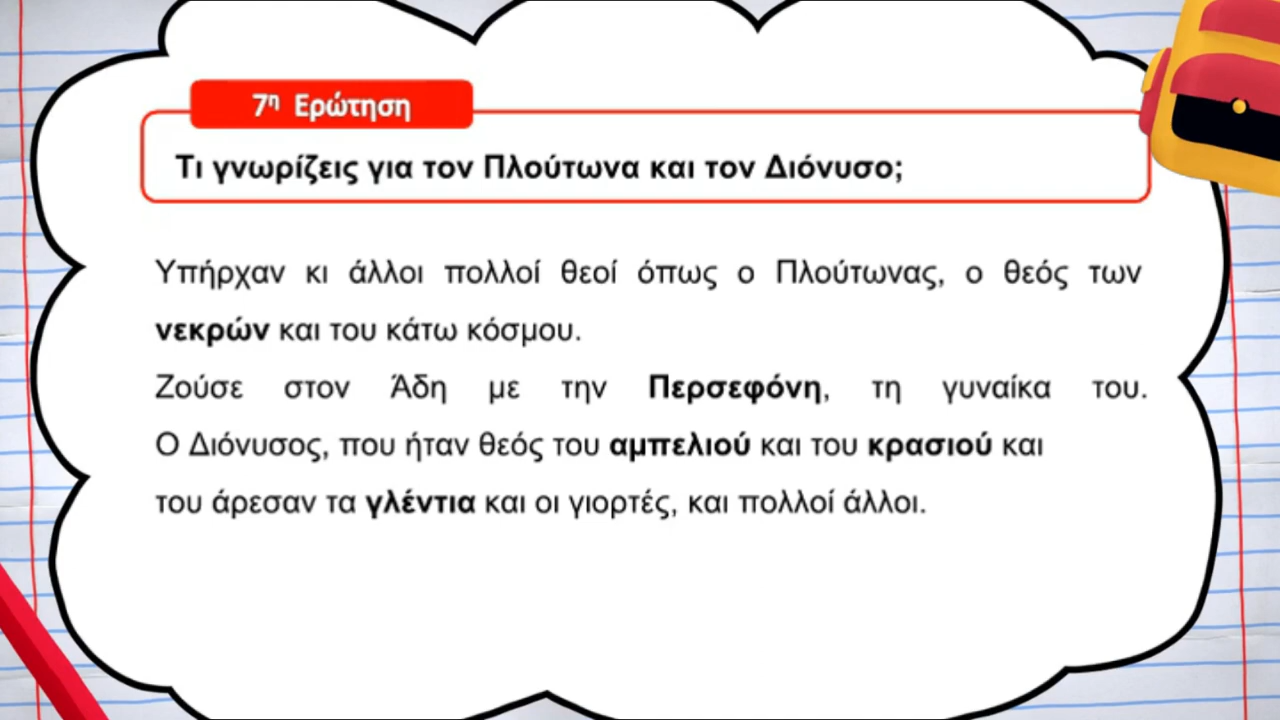 7η Ερώτηση
Τι γνωρίζεις για τον Πλούτωνα και τον Διόνυσο;
Υπήρχαν κι άλλοι πολλοί θεοί όπως ο Πλούτωνας, ο θεός των
νεκρών και του κάτω κόσμου.
Ζούσε στον Άδη με την Περσεφόνη, τη γυναίκα του.
Ο Διόνυσος, που ήταν θεός του αμπελιού και του κρασιού και
του άρεσαν τα γλέντια και οι γιορτές, και πολλοί άλλοι.